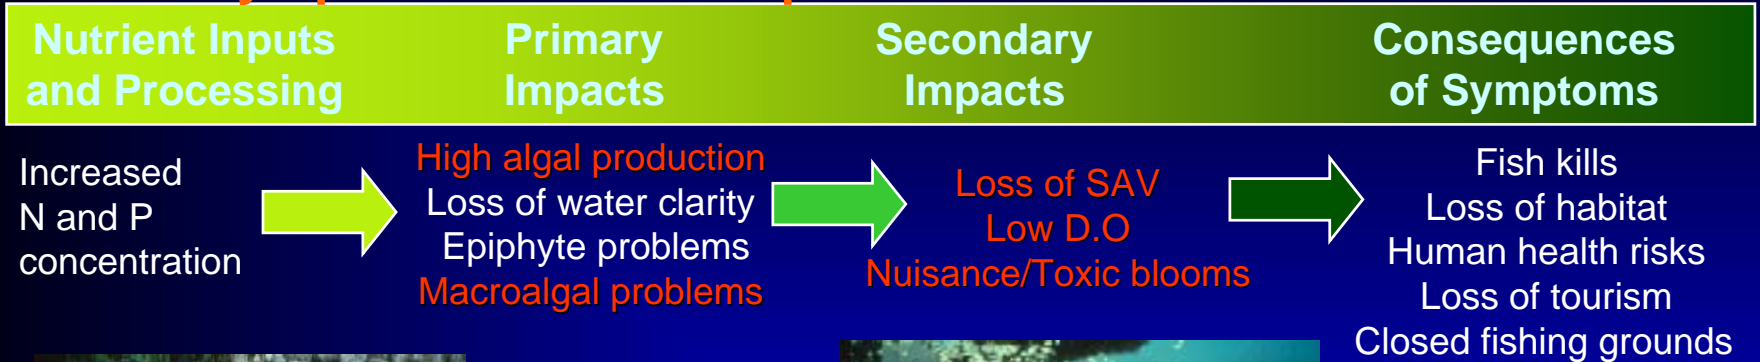 Nutrient Inputs
and Processing
Primary
Impacts
Secondary
Impacts
Consequences
of Symptoms
Increased
N and P
concentration
High algal production
Loss of water clarity
Epiphyte problems
Macroalgal problems
Loss of SAV
Low D.O
Nuisance/Toxic blooms
Fish kills
Loss of habitat
Human health risks
Loss of tourism
Closed fishing grounds